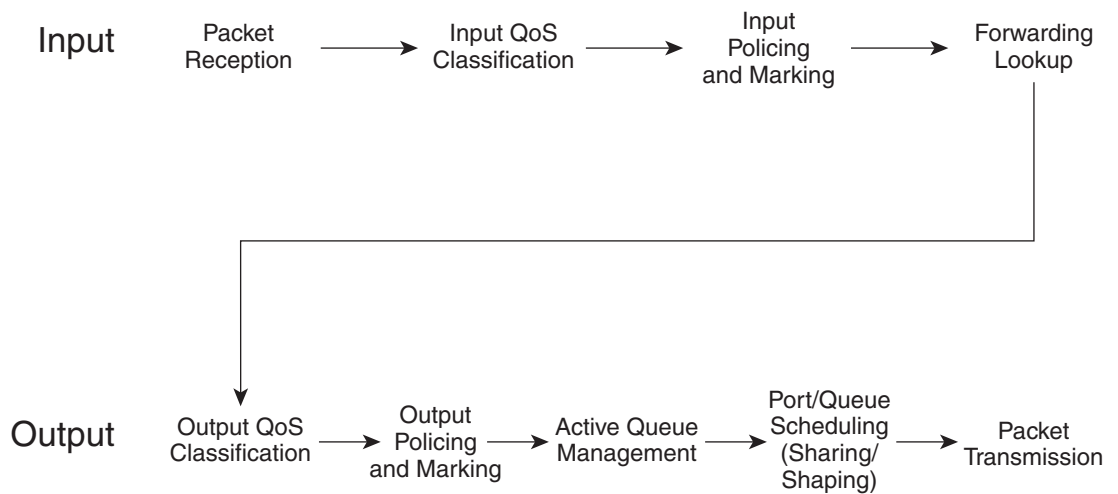 Input
Packet
Reception
Input QoS
Classification
Input
Policing
and Marking
Forwarding
Lookup
Output
Output QoS
Classification
Output
Policing
and Marking
Active Queue
Management
Port/Queue
Scheduling
(Sharing/
Shaping)
Packet
Transmission